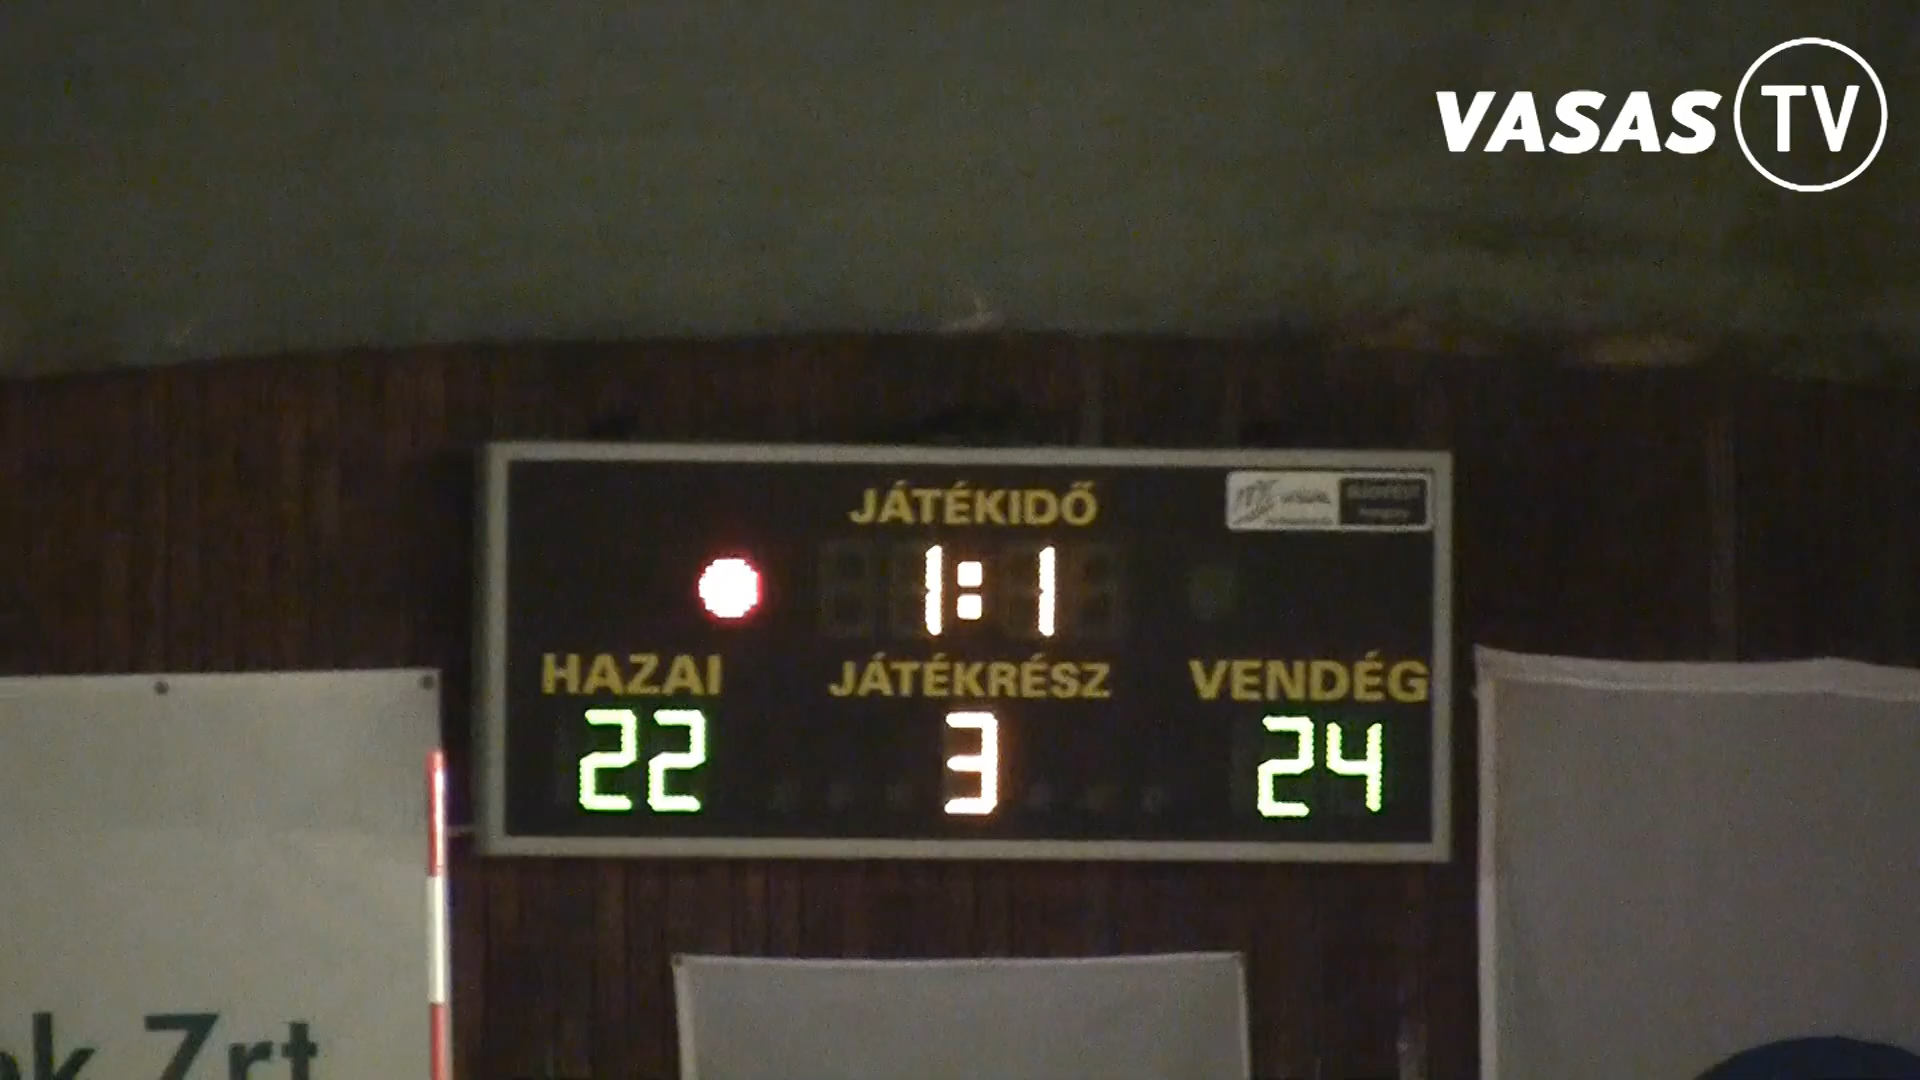 VASAS TV
JÁTÉKIDŐ
1:1
HAZAI JÁTÉKRÉSZ VENDÉG
22 3 24
Zrt